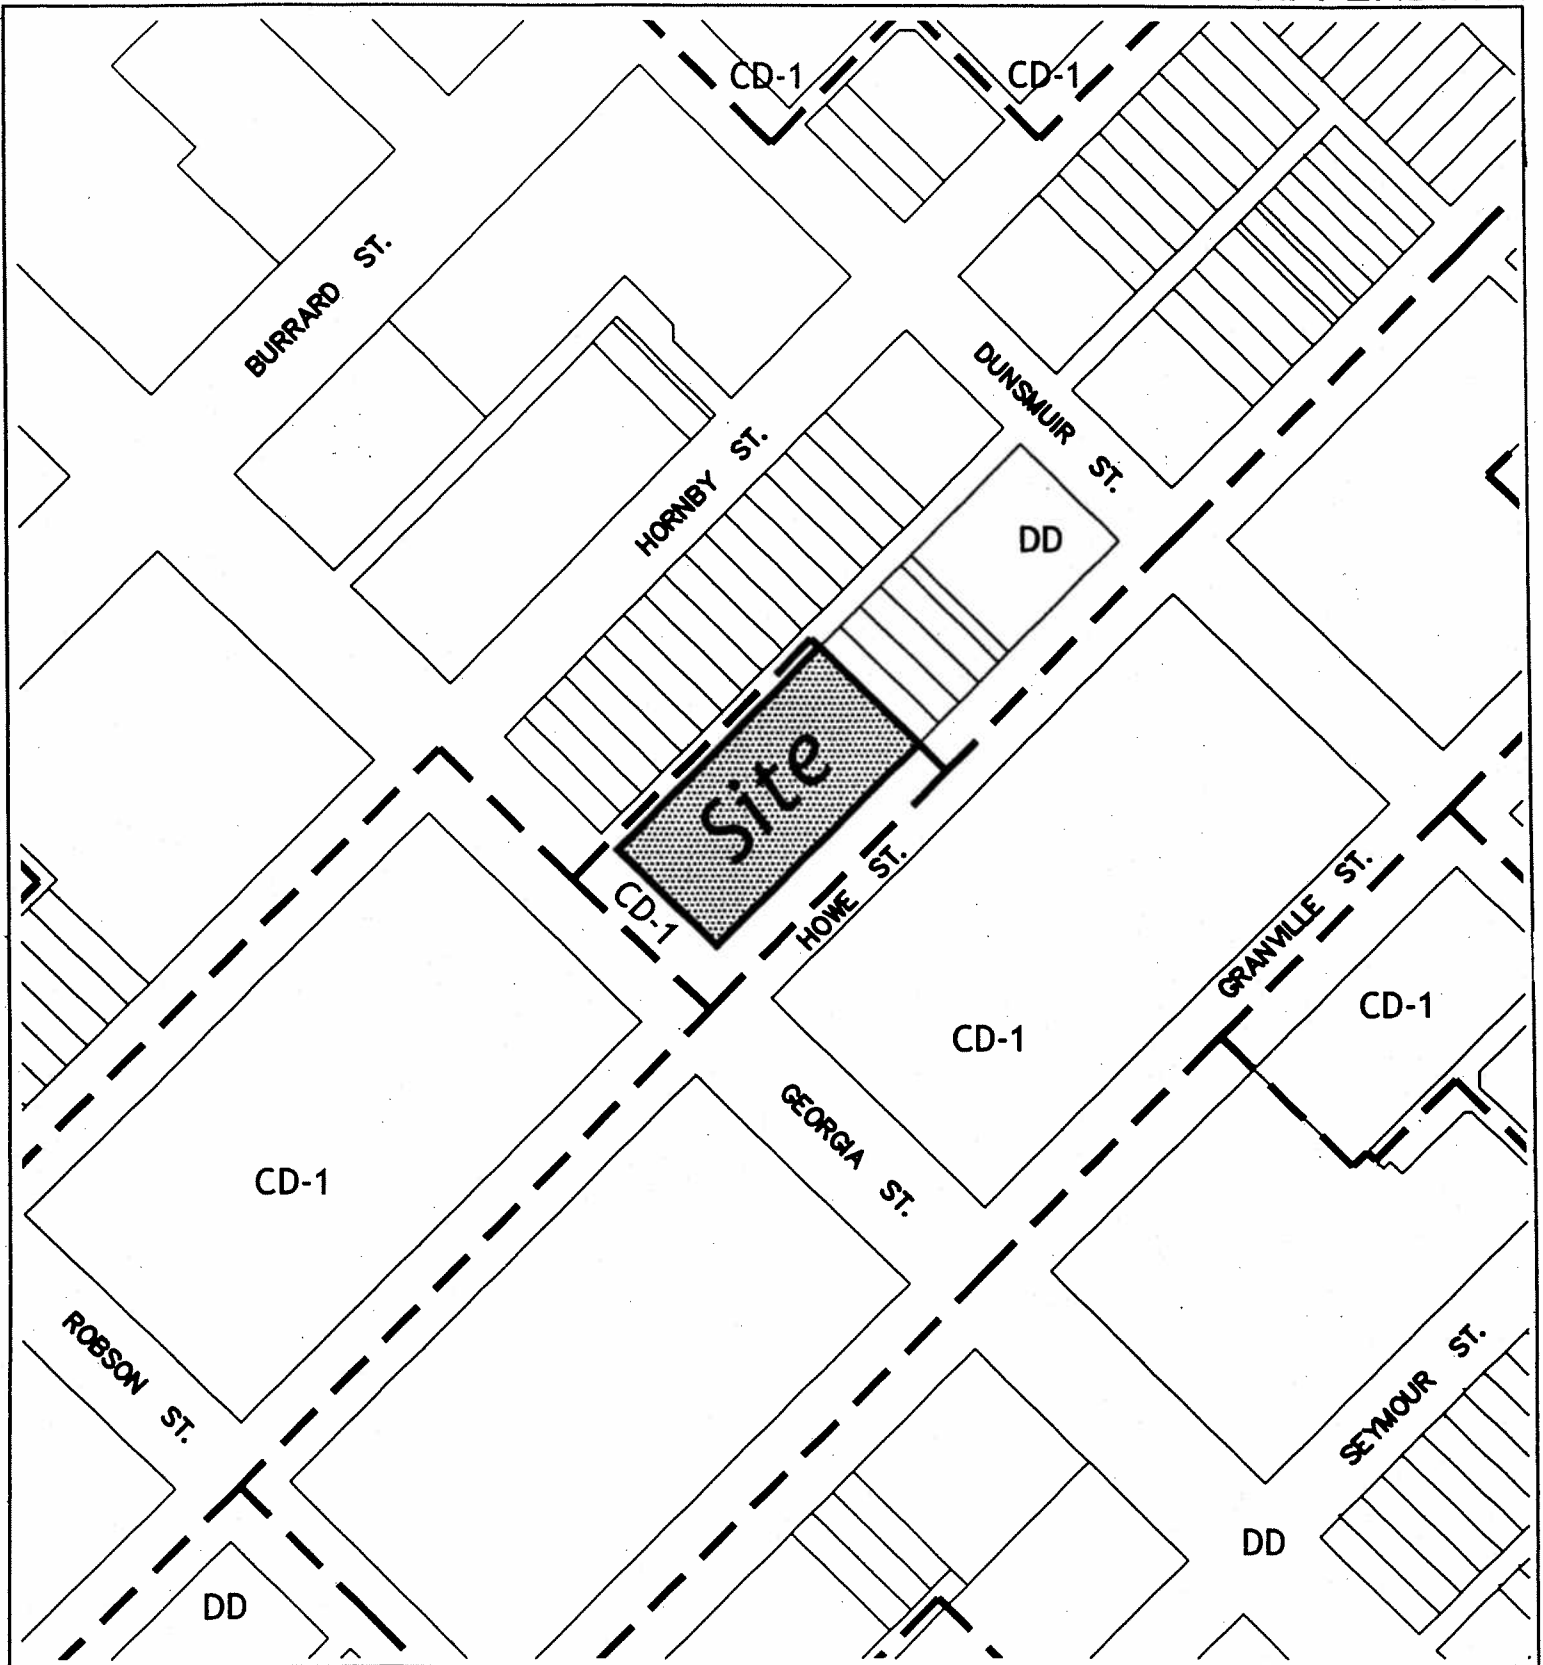 CD-1
CD-1
BURRARD ST.
DUNSMUIR ST.
HORNBY ST.
DD
Site
CD-1
HOWE ST.
GRANVILLE ST.
CD-1
CD-1
GEORGIA ST.
CD-1
ROBSON ST.
SEYMOUR ST.
DD
DD